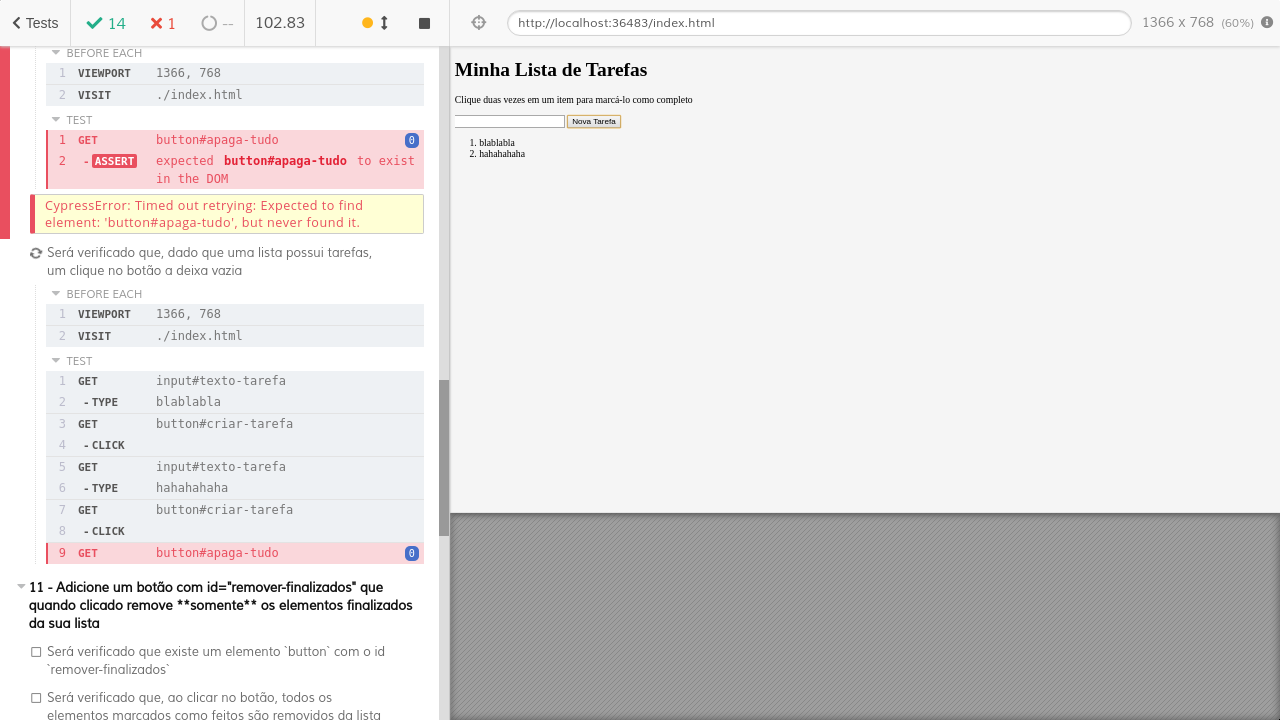 Tests 14 1 -- 102.83
BEFORE EACH
1 VIEWPORT 1366, 768
2 VISIT ./index.html
TEST
1 GET button#apaga-tudo 0
2 -ASSERT expected button#apaga-tudo to exist
in the DOM
CypressError: Timed out retrying: Expected to find
element: 'button#apaga-tudo', but never found it.
Será verificado que, dado que uma lista possui tarefas,
um clique no botão a deixa vazia
BEFORE EACH
1 VIEWPORT 1366, 768
2 VISIT ./index.html
TEST
1 GET input#texto-tarefa
2 -TYPE blablabla
3 GET button#criar-tarefa
4 -CLICK
5 GET input#texto-tarefa
6 -TYPE hahahahaha
7 GET button#criar-tarefa
8 -CLICK
9 GET button#apaga-tudo 0
11 - Adicione um botão com id="remover-finalizados" que
quando clicado remove **somente** os elementos finalizados
da sua lista
Será verificado que existe um elemento `button` com o id
`remover-finalizados`
Será verificado que, ao clicar no botão, todos os
elementos marcados como feitos são removidos da lista
http://localhost:36483/index.html 1366 x 768 (60%)
Minha Lista de Tarefas
Clique duas vezes em um item para marcá-lo como completo
Nova Tarefa
1. blablabla
2. hahahahaha